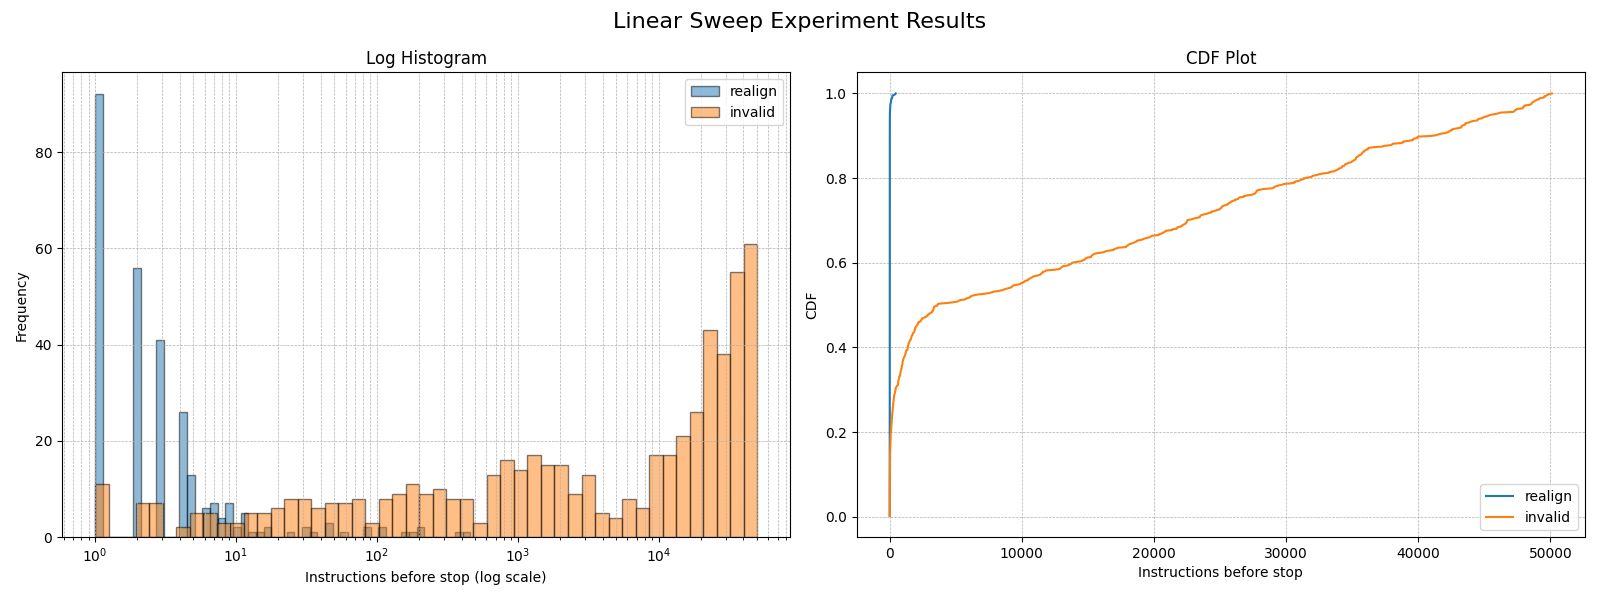 Linear Sweep Experiment Results
Log Histogram
Frequency
80
60
40
20
0
10⁰
10¹
10²
10³
10⁴
Instructions before stop (log scale)
realign
invalid
CDF Plot
CDF
1.0
0.8
0.6
0.4
0.2
0.0
0
10000
20000
30000
40000
50000
Instructions before stop
realign
invalid